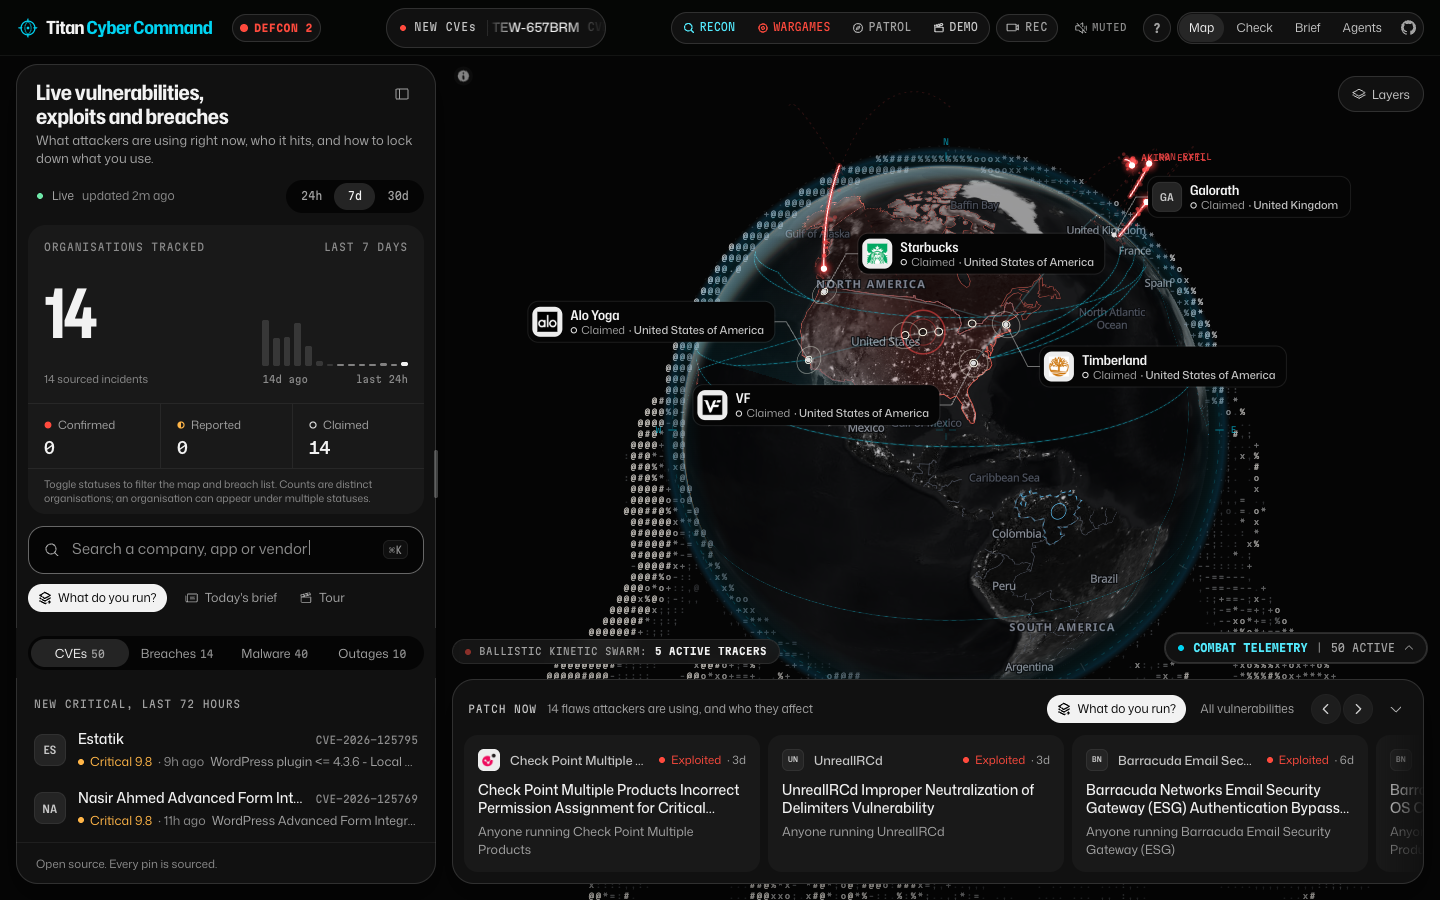 Titan Cyber Command
DEFCON 2
NEW CVEs
TEW-657BRM
RECON
WARGAMES
PATROL
DEMO
REC
MUTED
?
Map
Check
Brief
Agents
Live vulnerabilities,
exploits and breaches
What attackers are using right now, who it hits, and how to lock
down what you use.
Live updated 2m ago
24h
7d
30d
ORGANISATIONS TRACKED
LAST 7 DAYS
14
14 sourced incidents
14d ago
last 24h
Confirmed
0
Reported
0
Claimed
14
Toggle statuses to filter the map and breach list. Counts are distinct
organisations; an organisation can appear under multiple statuses.
Search a company, app or vendor
⌘K
What do you run?
Today's brief
Tour
CVEs 50
Breaches 14
Malware 40
Outages 10
NEW CRITICAL, LAST 72 HOURS
ES
Estatik
CVE-2026-125795
Critical 9.8 · 9h ago WordPress plugin <= 4.3.6 - Local ...
NA
Nasir Ahmed Advanced Form Int...
CVE-2026-125769
Critical 9.8 · 11h ago WordPress Advanced Form Integr...
Open source. Every pin is sourced.
Layers
N
Baffin Bay
Gulf of Alaska
GA
Galorath
Claimed · United Kingdom
United Kingdom
France
Spain
Starbucks
Claimed · United States of America
NORTH AMERICA
alo
Alo Yoga
Claimed · United States of America
North Atlantic
Ocean
United States
Timberland
Claimed · United States of America
VF
Claimed · United States of America
Mexico
Gulf of Mexico
E
Caribbean Sea
Colombia
Peru
Brazil
SOUTH AMERICA
Argentina
BALLISTIC KINETIC SWARM: 5 ACTIVE TRACERS
COMBAT TELEMETRY | 50 ACTIVE
PATCH NOW 14 flaws attackers are using, and who they affect
What do you run?
All vulnerabilities
Check Point Multiple ...
Exploited · 3d
Check Point Multiple Products Incorrect
Permission Assignment for Critical...
Anyone running Check Point Multiple
Products
UN
UnrealIRCd
Exploited · 3d
UnrealIRCd Improper Neutralization of
Delimiters Vulnerability
Anyone running UnrealIRCd
BN
Barracuda Email Sec...
Exploited · 6d
Barracuda Networks Email Security
Gateway (ESG) Authentication Bypass...
Anyone running Barracuda Email Security
Gateway (ESG)
BN